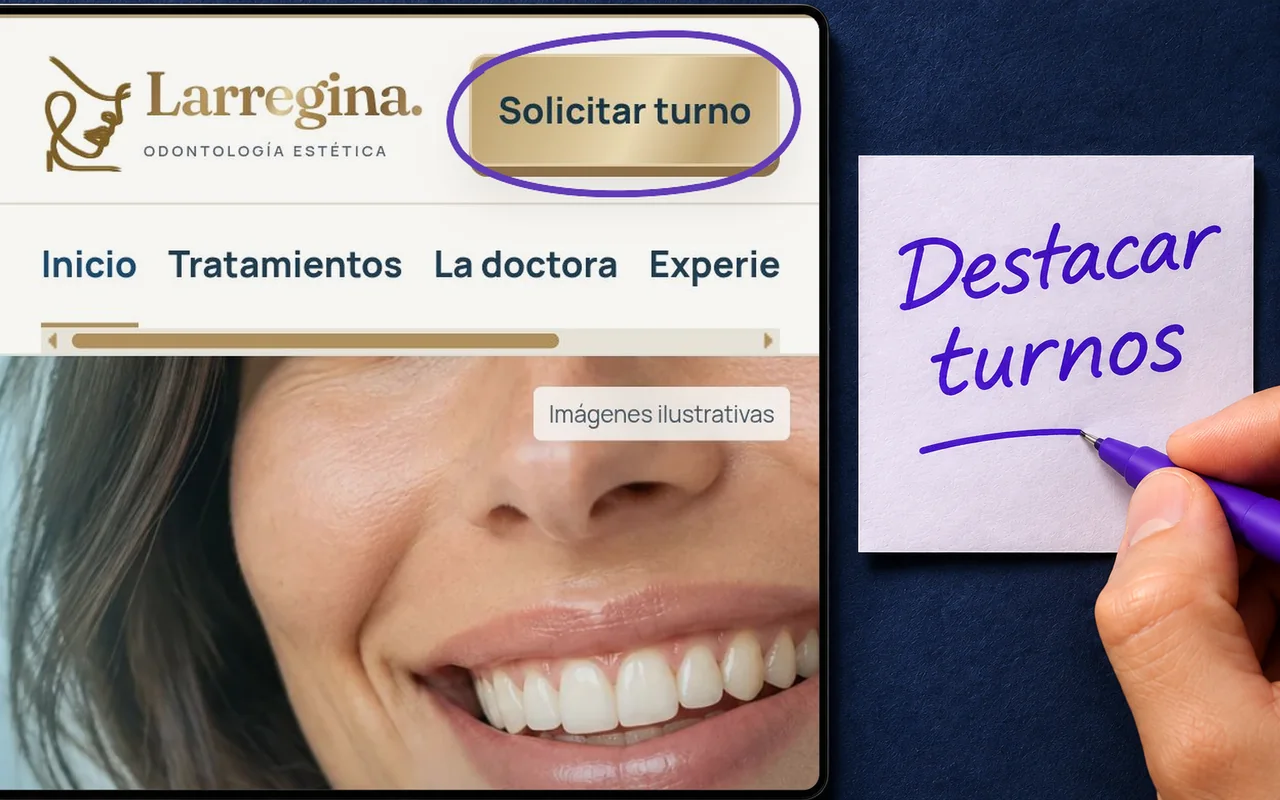 Larregina.
ODONTOLOGÍA ESTÉTICA
Solicitar turno
Inicio Tratamientos La doctora Experie
Imágenes ilustrativas
Destacar
turnos